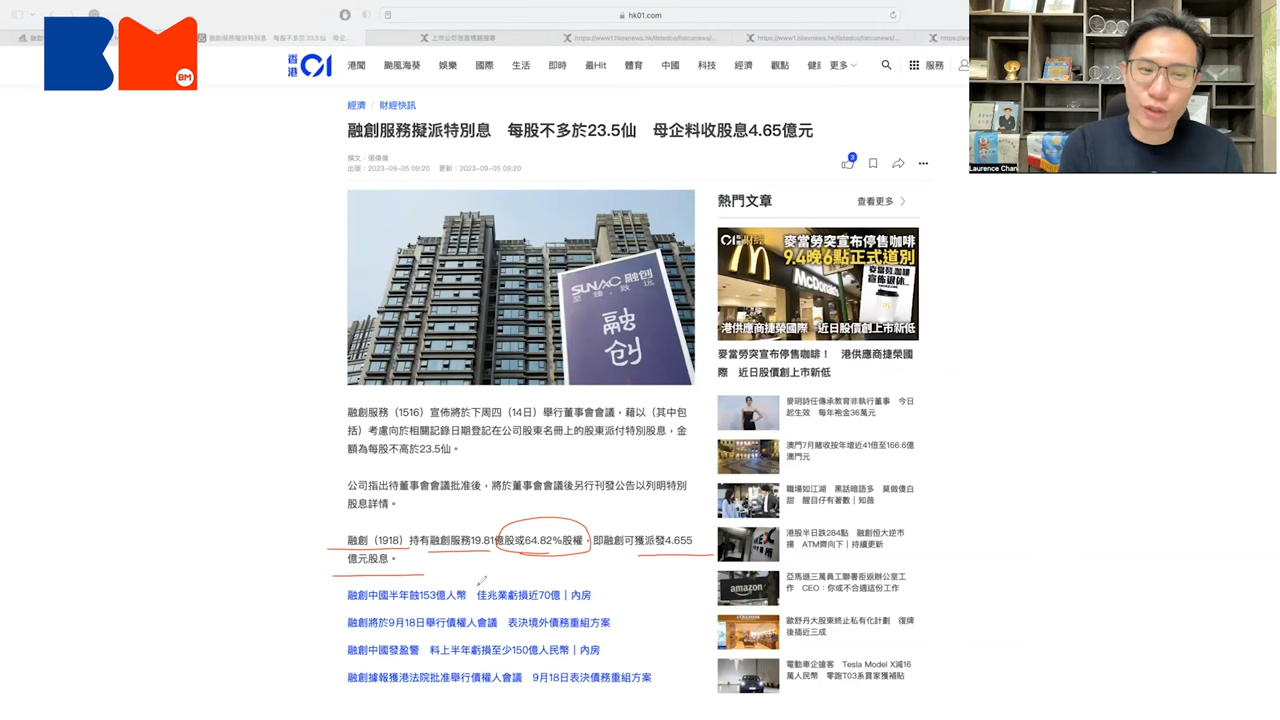 hk01.com
BM
香港01
港聞 颱風海葵 娛樂 國際 生活 即時 最Hit 體育 中國 科技 經濟 觀點 更多 服務
經濟 / 財經快訊
融創服務擬派特別息 每股不多於23.5仙 母企料收股息4.65億元
出版：2023-09-05 09:20 更新：2023-09-05 09:20
3
Laurence Chan
熱門文章
查看更多
SUNAC 融创
至臻，致远
融创
麥當勞突宣布停售咖啡
9.4晚6點正式道別
McDonald's
港供應商捷榮國際 近日股價創上市新低
麥當勞突宣布停售咖啡！ 港供應商捷榮國
際 近日股價創上市新低
麥明詩任傳承教育非執行董事 今日
起生效 每年袍金36萬元
澳門7月賭收按年增近41倍至166.6億
澳門元
職場如江湖 黑話暗語多 莫做傻白
甜 醒目仔有著數｜知薇
港股半日跌284點 融創恒大逆市
揚 ATM齊向下｜持續更新
amazon
亞馬遜三萬員工聯署拒返辦公室工
作 CEO：你或不合適這份工作
歐舒丹大股東終止私有化計劃 復牌
後插近三成
電動車企搶客 Tesla Model X減16
萬人民幣 零跑T03系買家獲補貼
融創服務（1516）宣佈將於下周四（14日）舉行董事會會議，藉以（其中包
括）考慮向於相關記錄日期登記在公司股東名冊上的股東派付特別股息，金
額為每股不高於23.5仙。
公司指出待董事會會議批准後，將於董事會會議後另行刊發公告以列明特別
股息詳情。
融創（1918）持有融創服務19.81億股或64.82%股權，即融創可獲派發4.655
億元股息。
融創中國半年蝕153億人幣 佳兆業虧損近70億｜內房
融創將於9月18日舉行債權人會議 表決境外債務重組方案
融創中國發盈警 料上半年虧損至少150億人民幣｜內房
融創據報獲港法院批准舉行債權人會議 9月18日表決債務重組方案